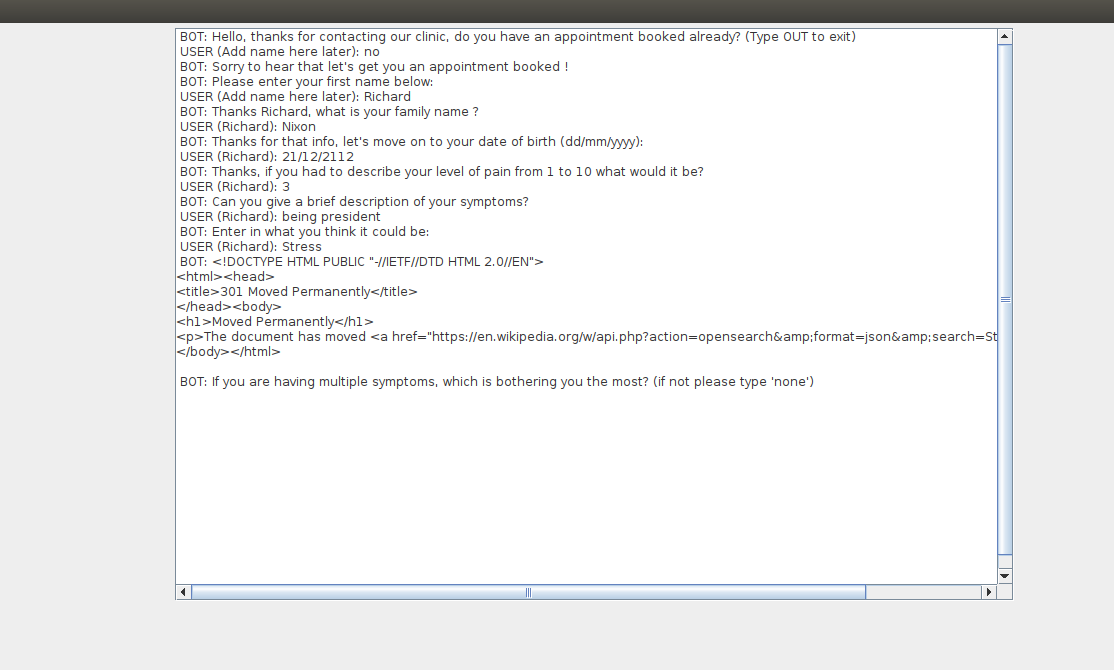 BOT: Hello, thanks for contacting our clinic, do you have an appointment booked already? (Type OUT to exit)
USER (Add name here later): no
BOT: Sorry to hear that let's get you an appointment booked !
BOT: Please enter your first name below:
USER (Add name here later): Richard
BOT: Thanks Richard, what is your family name ?
USER (Richard): Nixon
BOT: Thanks for that info, let's move on to your date of birth (dd/mm/yyyy):
USER (Richard): 21/12/2112
BOT: Thanks, if you had to describe your level of pain from 1 to 10 what would it be?
USER (Richard): 3
BOT: Can you give a brief description of your symptoms?
USER (Richard): being president
BOT: Enter in what you think it could be:
USER (Richard): Stress
BOT: <!DOCTYPE HTML PUBLIC "-//IETF//DTD HTML 2.0//EN">
<html><head>
<title>301 Moved Permanently</title>
</head><body>
<h1>Moved Permanently</h1>
<p>The document has moved <a href="https://en.wikipedia.org/w/api.php?action=opensearch&amp;format=json&amp;search=St
</body></html>
BOT: If you are having multiple symptoms, which is bothering you the most? (if not please type 'none')